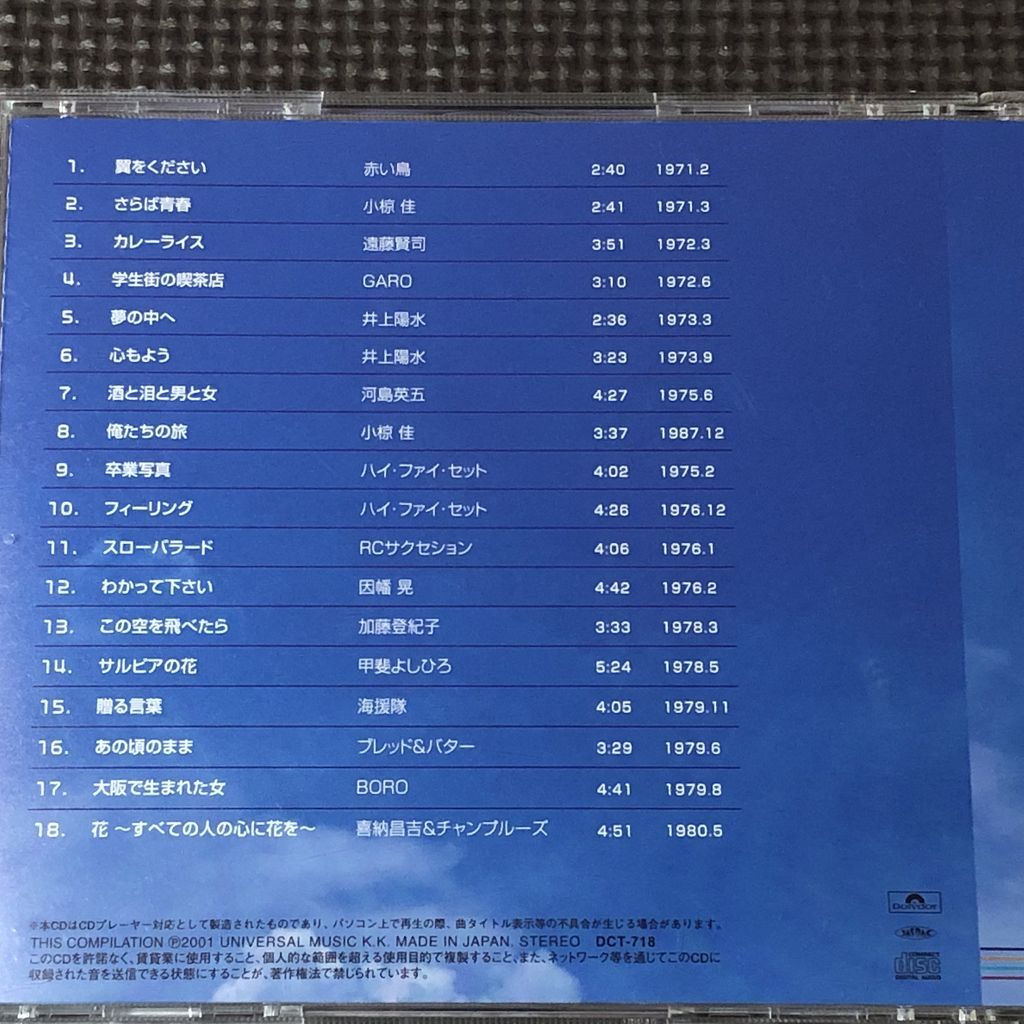 1. 翼をください 赤い鳥 2:40 1971.2
2. さらば青春 小椋 佳 2:41 1971.3
3. カレーライス 遠藤賢司 3:51 1972.3
4. 学生街の喫茶店 GARO 3:10 1972.6
5. 夢の中へ 井上陽水 2:36 1973.3
6. 心もよう 井上陽水 3:23 1973.9
7. 酒と泪と男と女 河島英五 4:27 1975.6
8. 俺たちの旅 小椋 佳 3:37 1987.12
9. 卒業写真 ハイ・ファイ・セット 4:02 1975.2
10. フィーリング ハイ・ファイ・セット 4:26 1976.12
11. スローバラード RCサクセション 4:06 1976.1
12. わかって下さい 因幡 晃 4:42 1976.2
13. この空を飛べたら 加藤登紀子 3:33 1978.3
14. サルビアの花 甲斐よしひろ 5:24 1978.5
15. 贈る言葉 海援隊 4:05 1979.11
16. あの頃のまま ブレッド&バター 3:29 1979.6
17. 大阪で生まれた女 BORO 4:41 1979.8
18. 花 〜すべての人の心に花を〜 喜納昌吉&チャンプルーズ 4:51 1980.5
※本CDはCDプレーヤー対応として製造されたものであり、パソコン上で再生の際、曲タイトル表示等の不具合が生じる場合があります。
THIS COMPILATION ℗2001 UNIVERSAL MUSIC K.K. MADE IN JAPAN. STEREO DCT-718
このCDを許諾なく、賃貸業に使用すること、個人的な範囲を超える使用目的で複製すること、また、ネットワーク等を通じてこのCDに
収録された音を送信できる状態にすることが、著作権法で禁じられています。
Polydor
JASRAC
COMPACT
disc
DIGITAL AUDIO